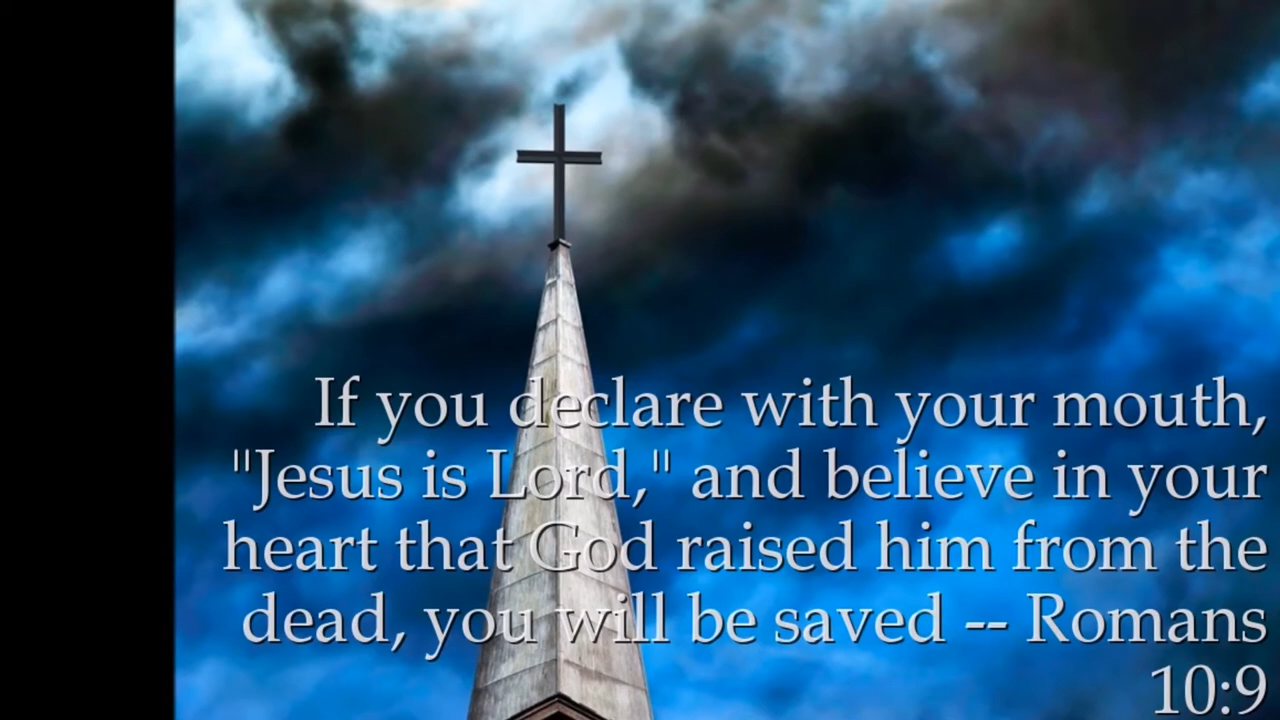 If you declare with your mouth,
"Jesus is Lord," and believe in your
heart that God raised him from the
dead, you will be saved -- Romans
10:9